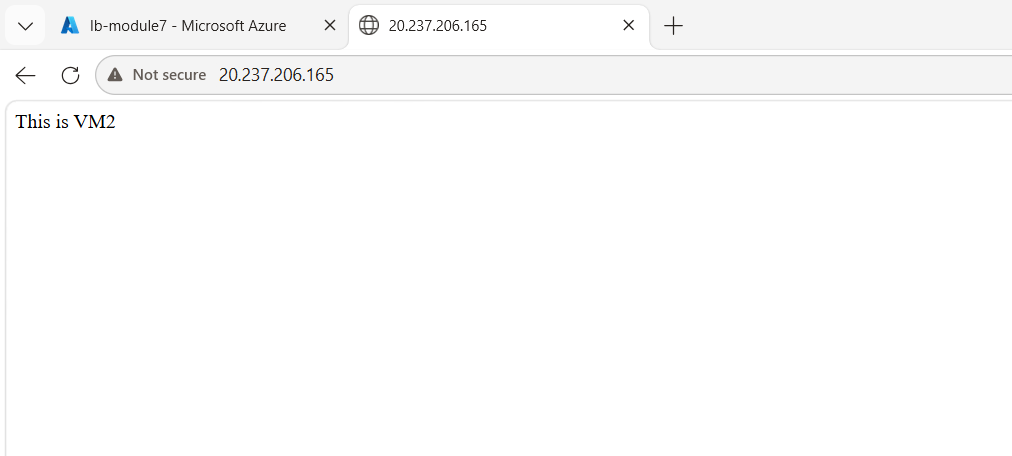 lb-module7 - Microsoft Azure
20.237.206.165
Not secure 20.237.206.165
This is VM2